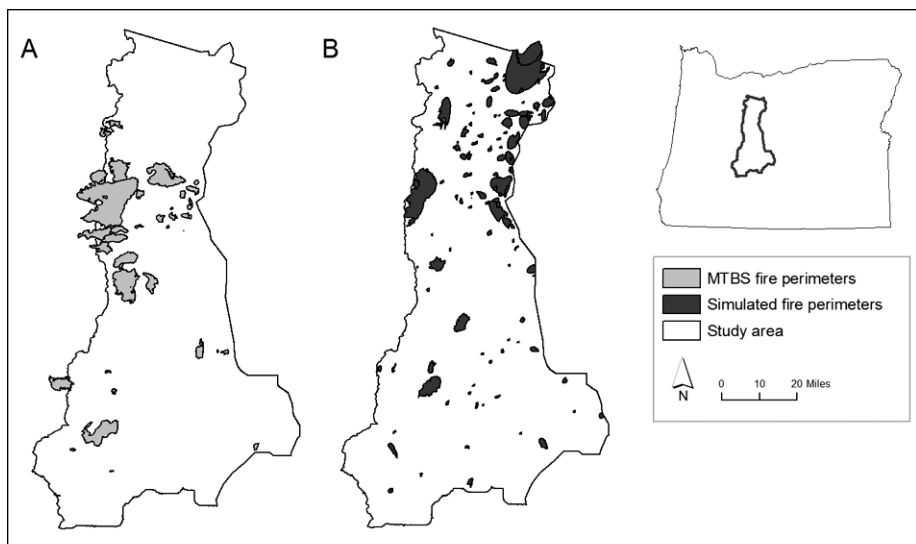 A
B
MTBS fire perimeters
Simulated fire perimeters
Study area
N
0 10 20 Miles